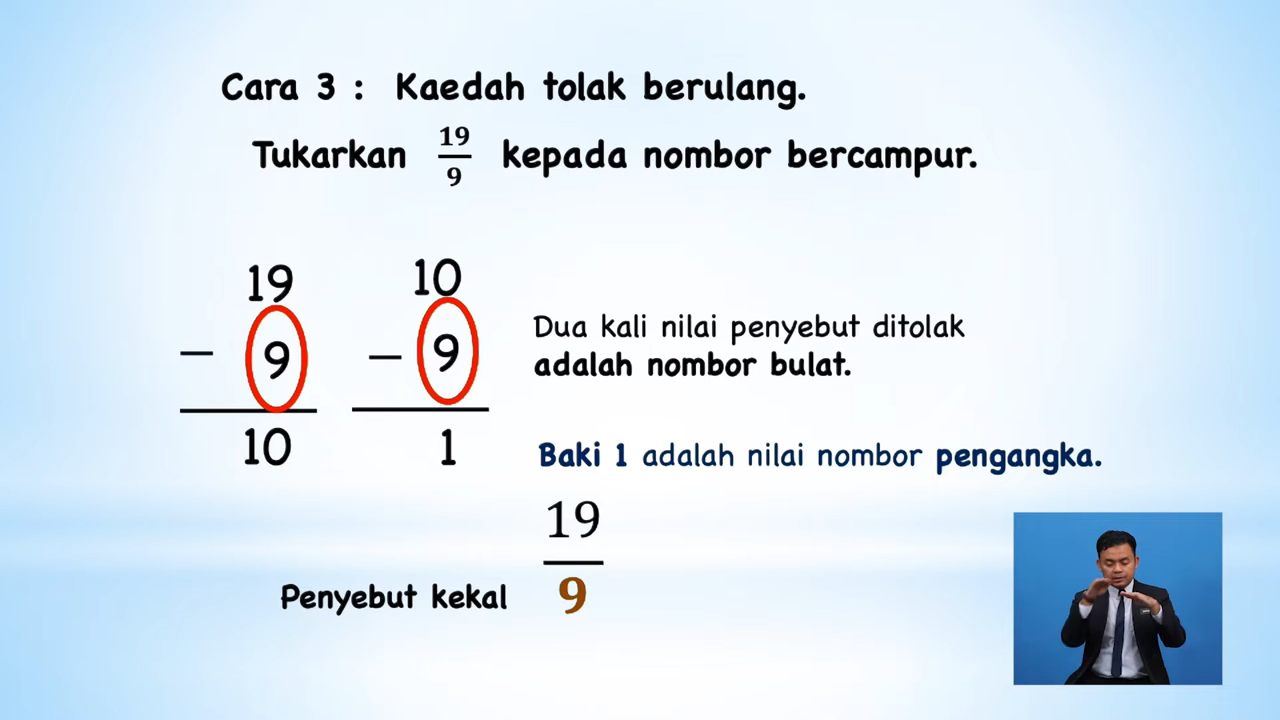 Cara 3 : Kaedah tolak berulang.
Tukarkan 19/9 kepada nombor bercampur.
19
− 9
10
10
− 9
1
Dua kali nilai penyebut ditolak
adalah nombor bulat.
Baki 1 adalah nilai nombor pengangka.
Penyebut kekal 19/9